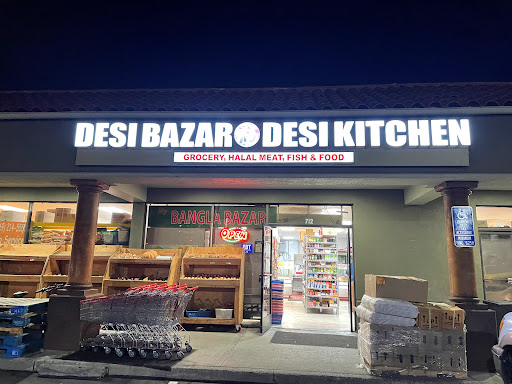 DESI BAZAR DESI KITCHEN
GROCERY, HALAL MEAT, FISH & FOOD
BANGLA BAZAR
712
OPEN